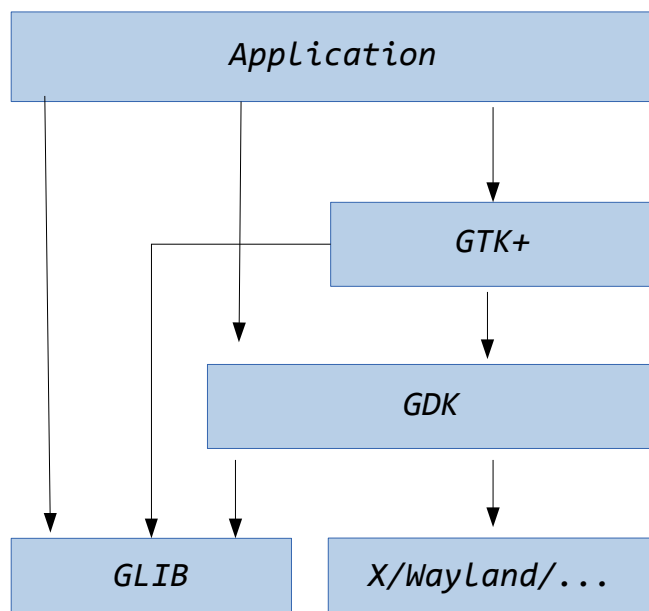 Application
GTK+
GDK
GLIB
X/Wayland/...